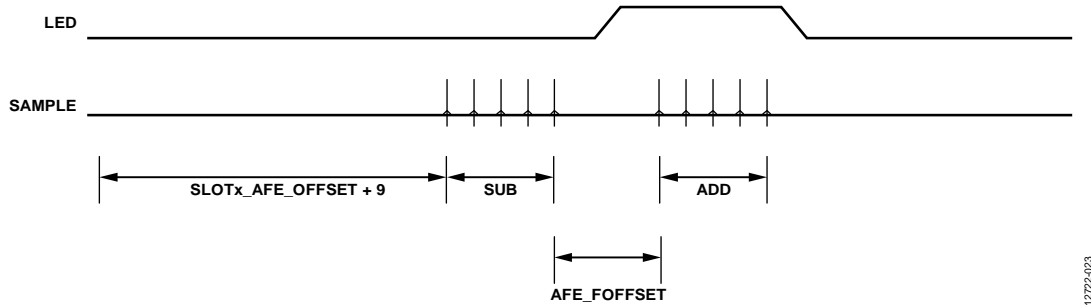 LED
SAMPLE
SLOTx_AFE_OFFSET + 9
SUB
ADD
AFE_FOFFSET
12722-023